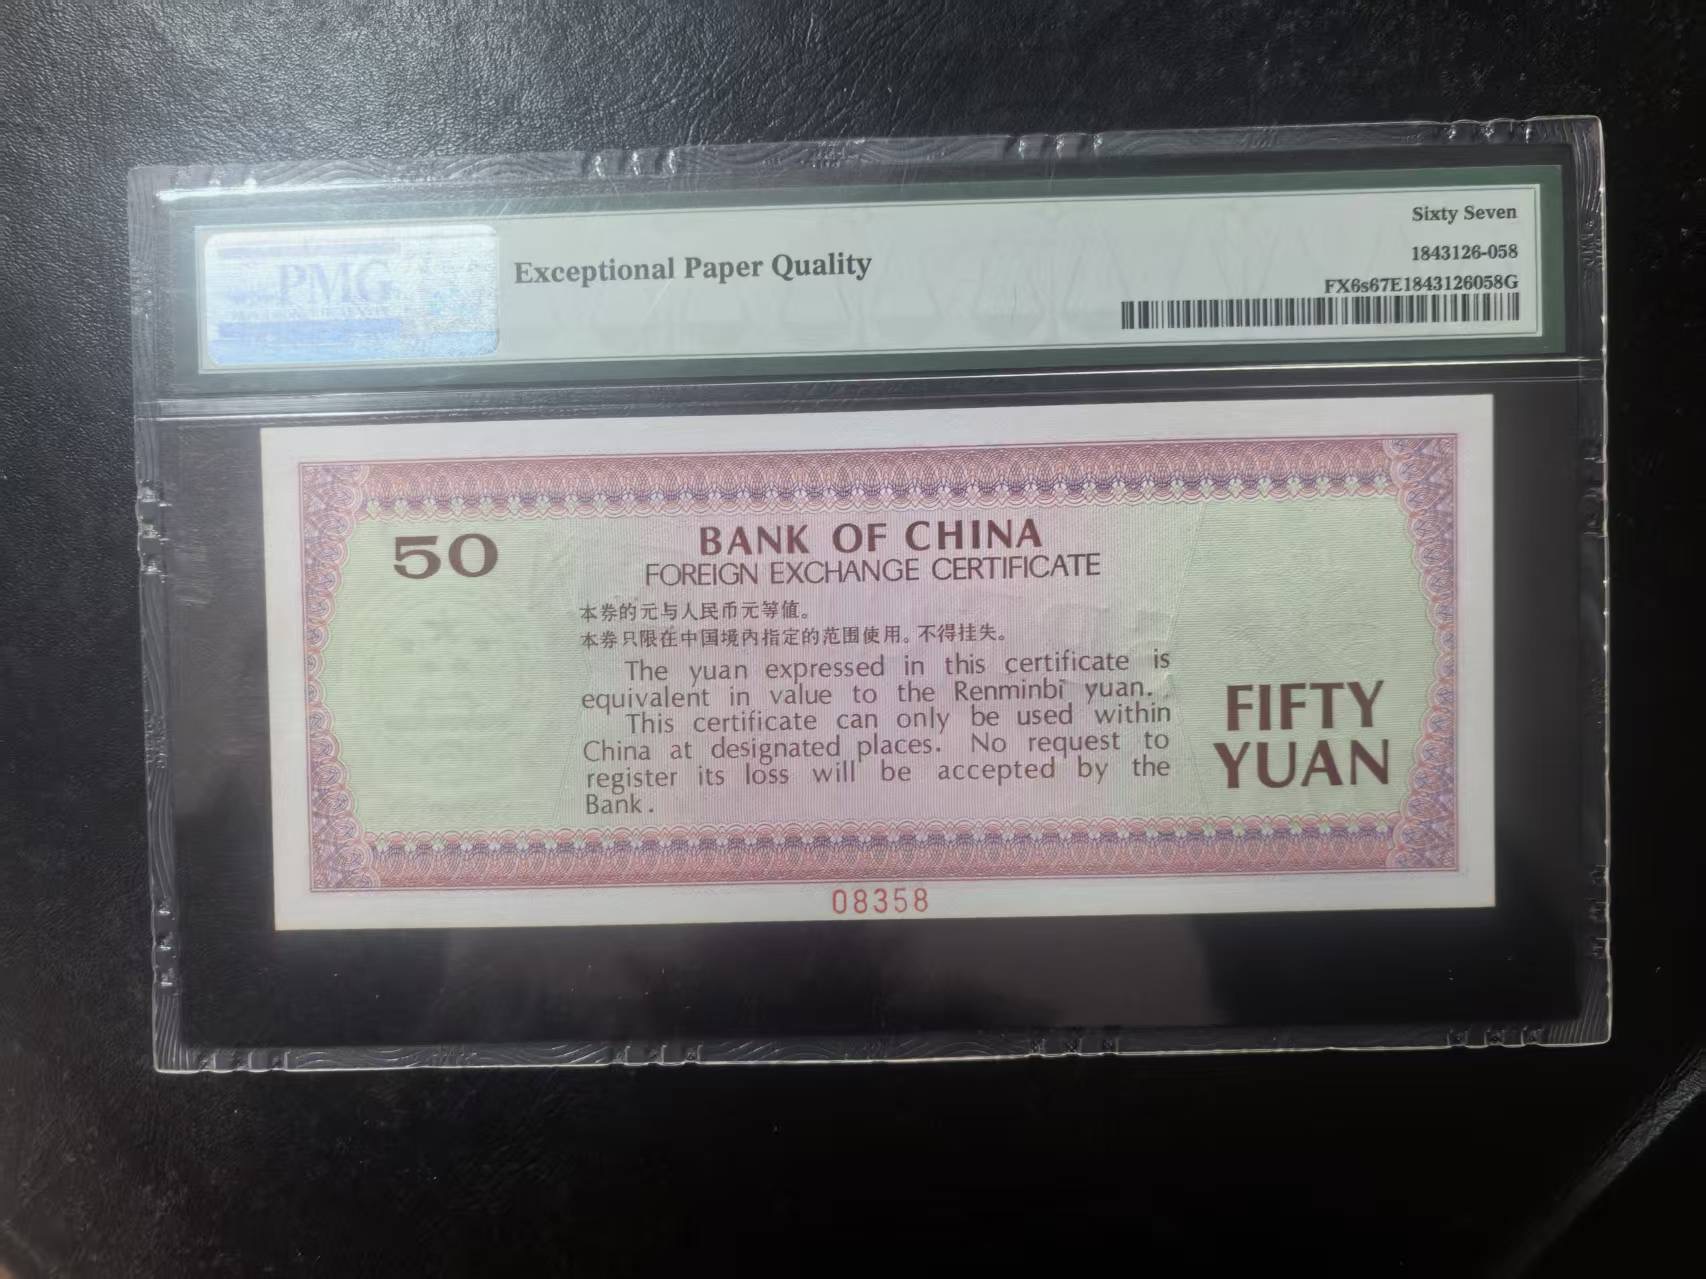 Sixty Seven
PMG
Exceptional Paper Quality
1843126-058
FX6s67E1843126058G
50
BANK OF CHINA
FOREIGN EXCHANGE CERTIFICATE
本券的元与人民币元等值。
本券只限在中国境内指定的范围使用。不得挂失。
The yuan expressed in this certificate is
equivalent in value to the Renminbi yuan.
This certificate can only be used within
China at designated places. No request to
register its loss will be accepted by the
Bank.
FIFTY
YUAN
08358